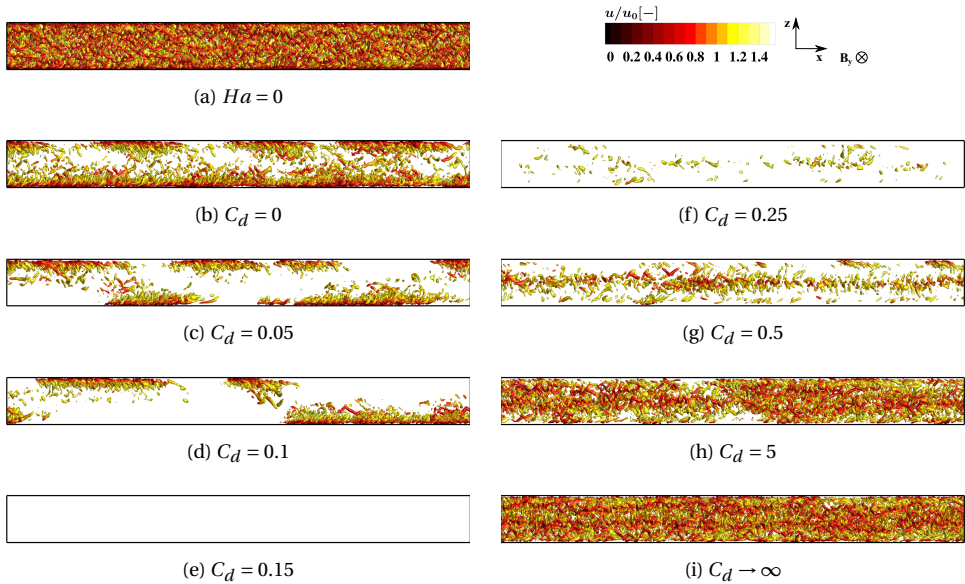 u/u₀[−]
0 0.2 0.4 0.6 0.8 1 1.2 1.4
z
x
B_y ⊗
(a) Ha = 0
(b) C_d = 0
(f) C_d = 0.25
(c) C_d = 0.05
(g) C_d = 0.5
(d) C_d = 0.1
(h) C_d = 5
(e) C_d = 0.15
(i) C_d → ∞